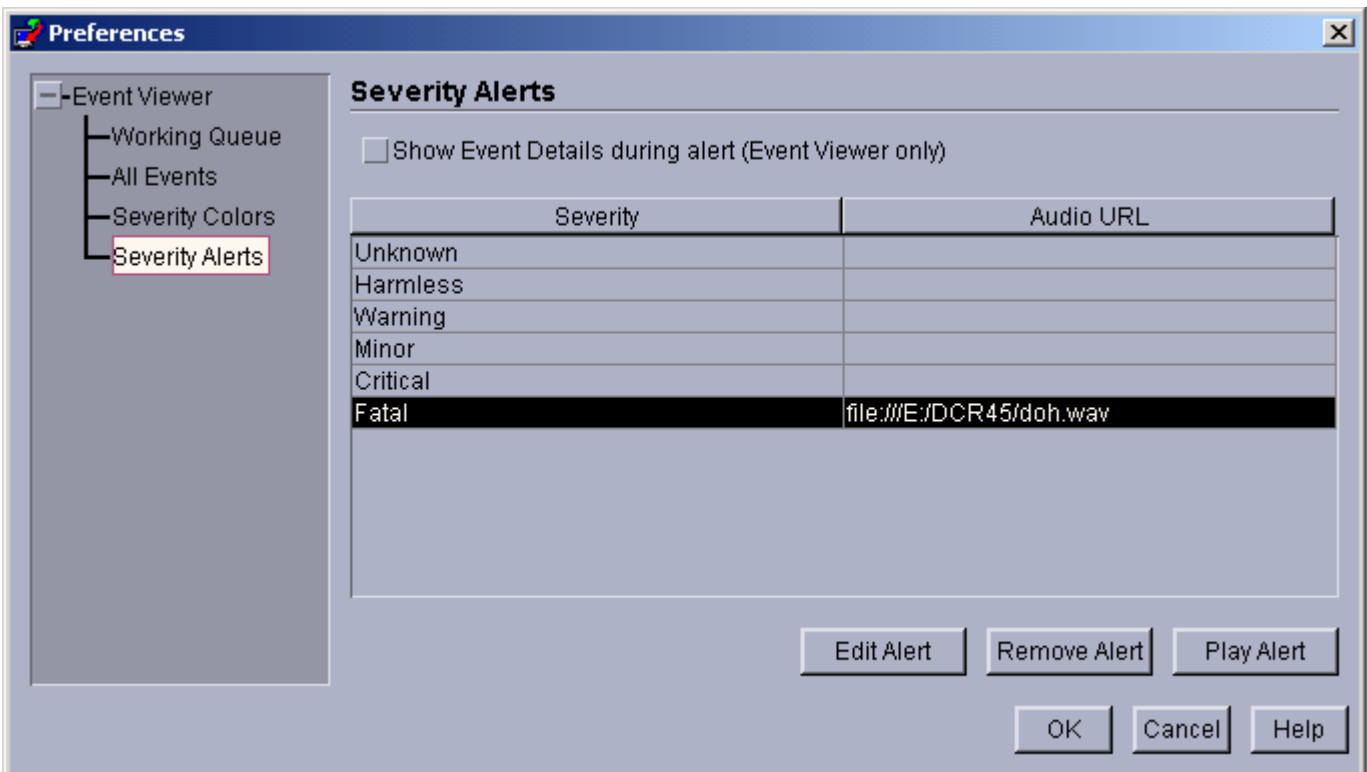 Preferences
Event Viewer
Working Queue
All Events
Severity Colors
Severity Alerts
Severity Alerts
Show Event Details during alert (Event Viewer only)
Severity Audio URL
Unknown
Harmless
Warning
Minor
Critical
Fatal file:///E:/DCR45/doh.wav
Edit Alert Remove Alert Play Alert
OK Cancel Help